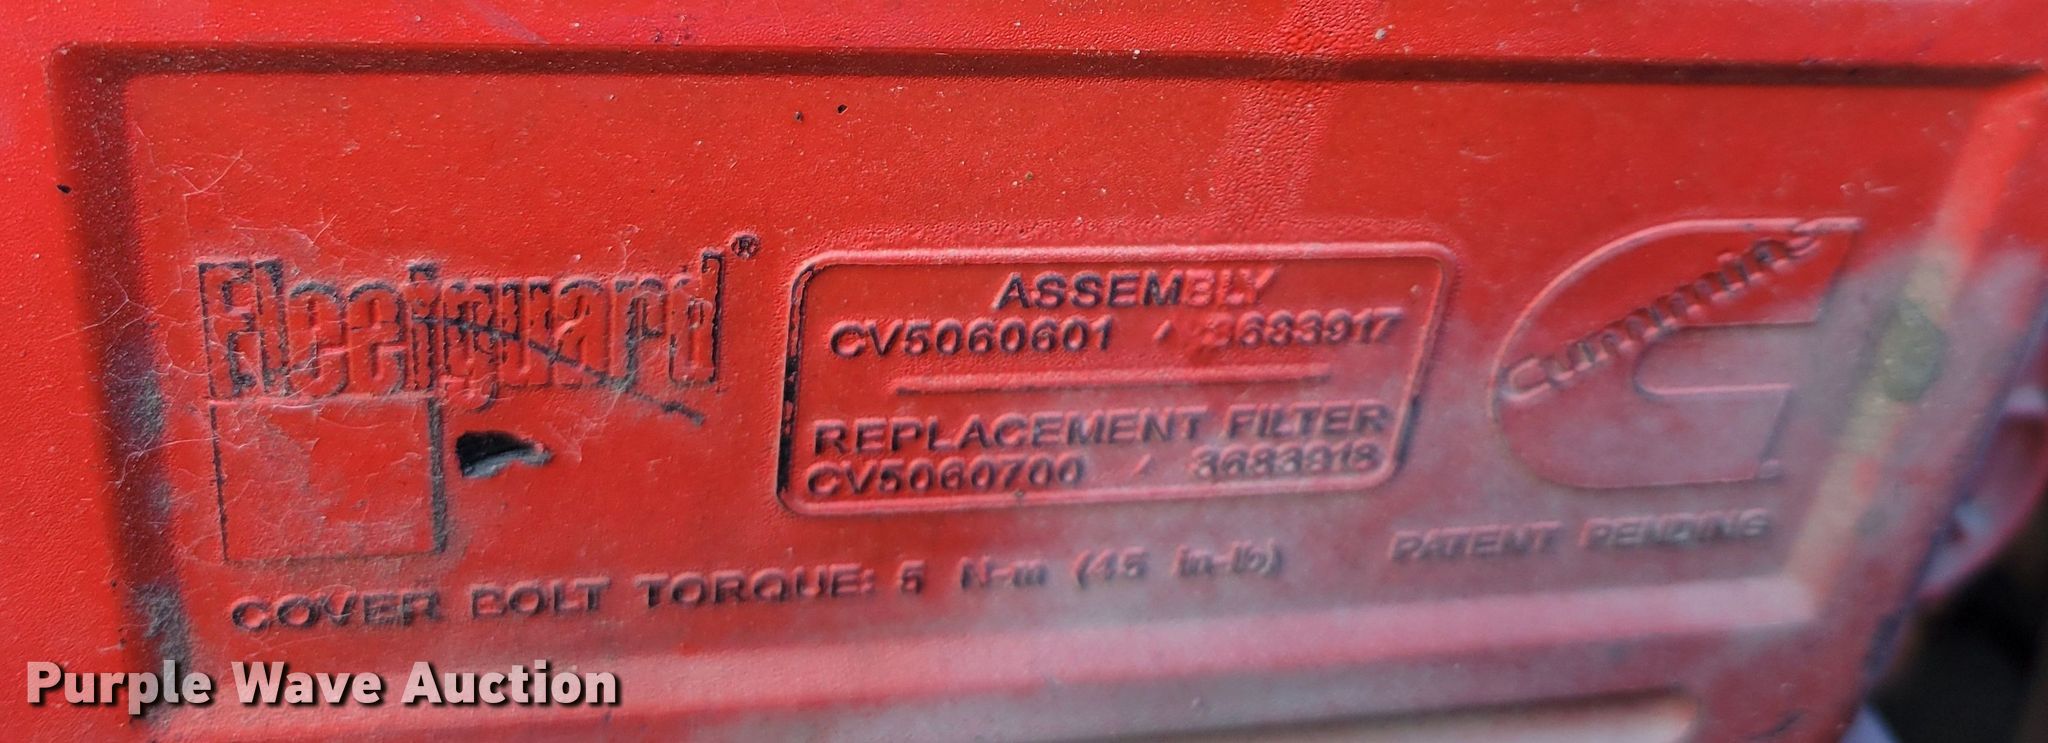 Fleetguard®
ASSEMBLY
CV5060601 / 3683917
REPLACEMENT FILTER
CV5060700 / 3683918
Cummins
PATENT PENDING
COVER BOLT TORQUE: 5 N-m (45 in-lb)
Purple Wave Auction